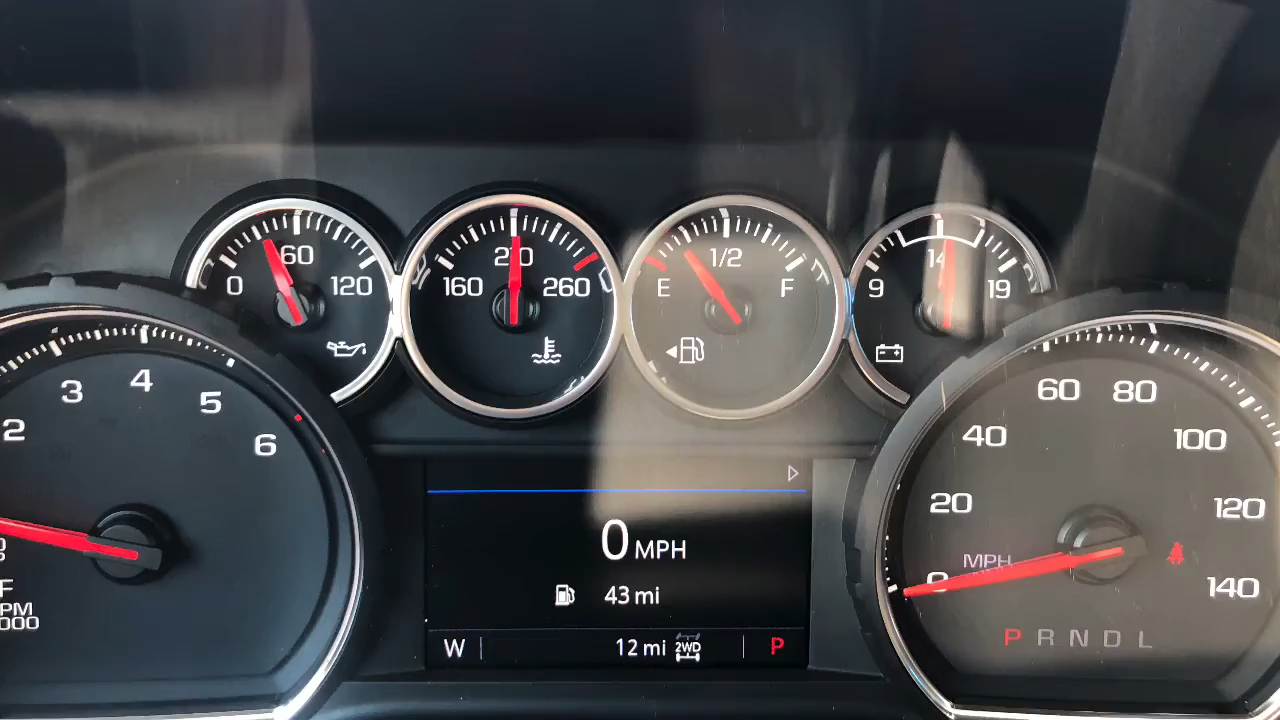 0 60 120
160 210 260
E 1/2 F
9 14 19
2 3 4 5 6
F
PM
000
20 40 60 80 100 120 140
MPH
0
P R N D L
0 MPH
43 mi
W 12 mi 2WD P